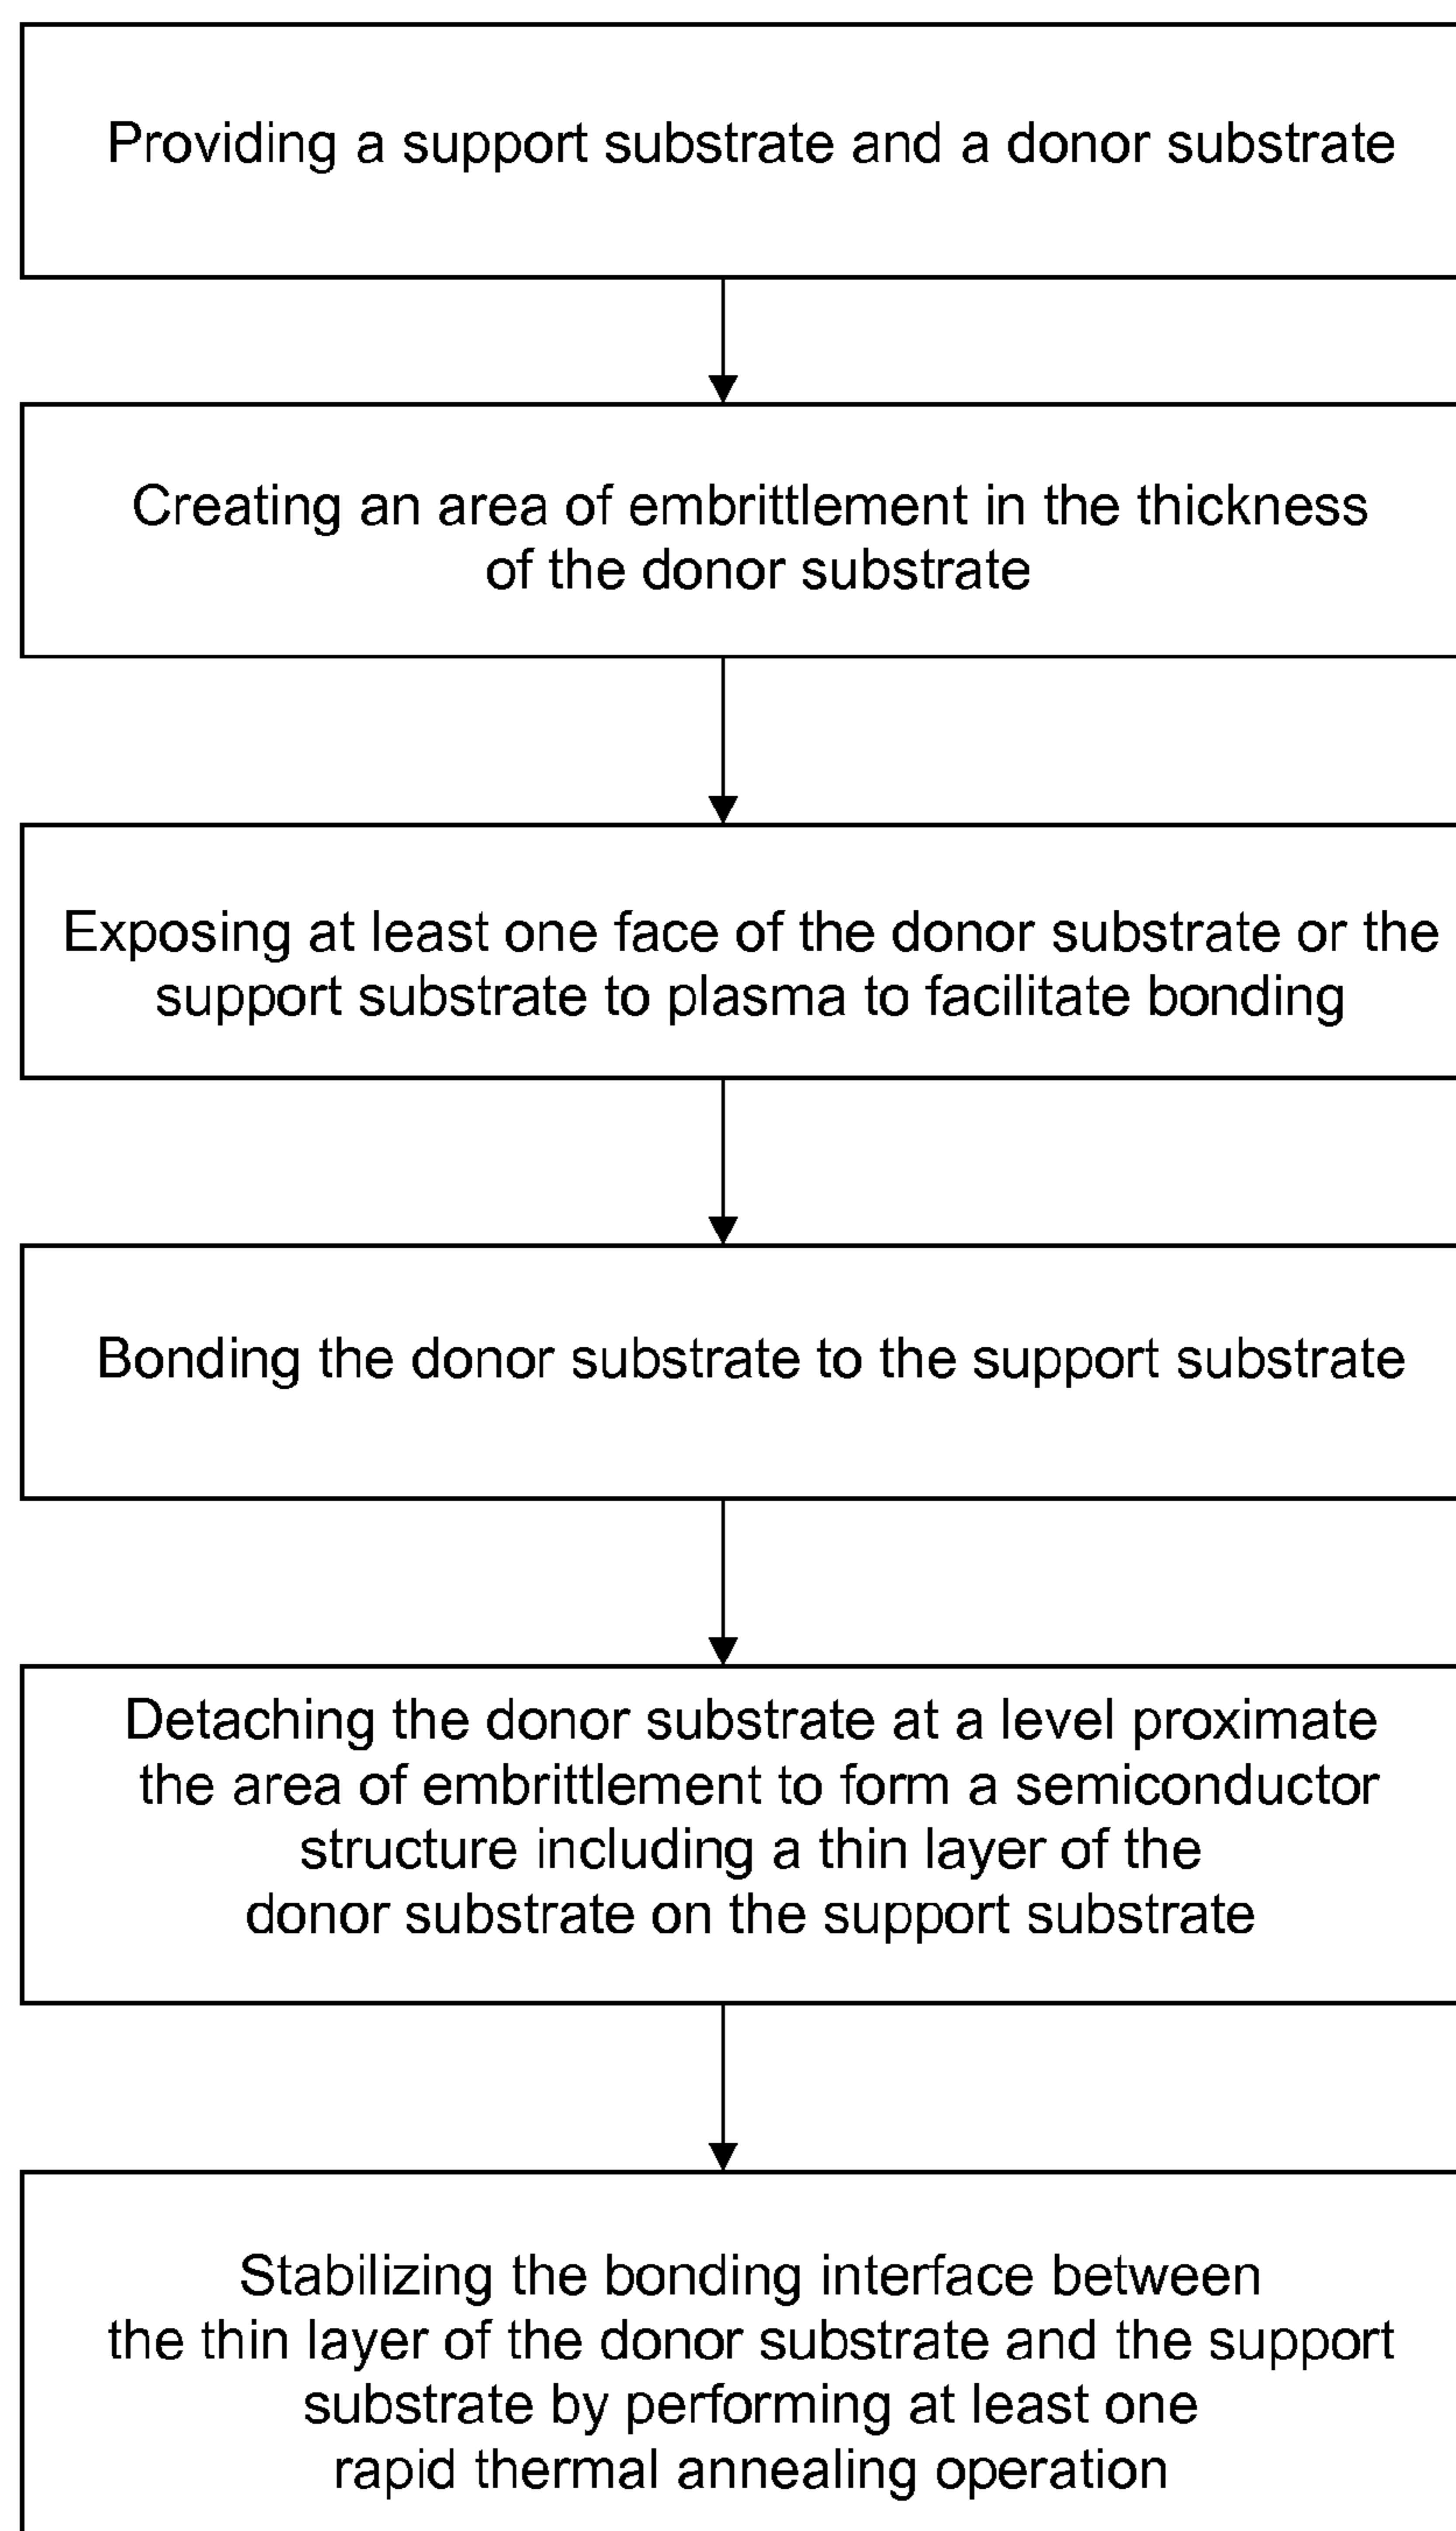 Providing a support substrate and a donor substrate
Creating an area of embrittlement in the thickness
of the donor substrate
Exposing at least one face of the donor substrate or the
support substrate to plasma to facilitate bonding
Bonding the donor substrate to the support substrate
Detaching the donor substrate at a level proximate
the area of embrittlement to form a semiconductor
structure including a thin layer of the
donor substrate on the support substrate
Stabilizing the bonding interface between
the thin layer of the donor substrate and the support
substrate by performing at least one
rapid thermal annealing operation